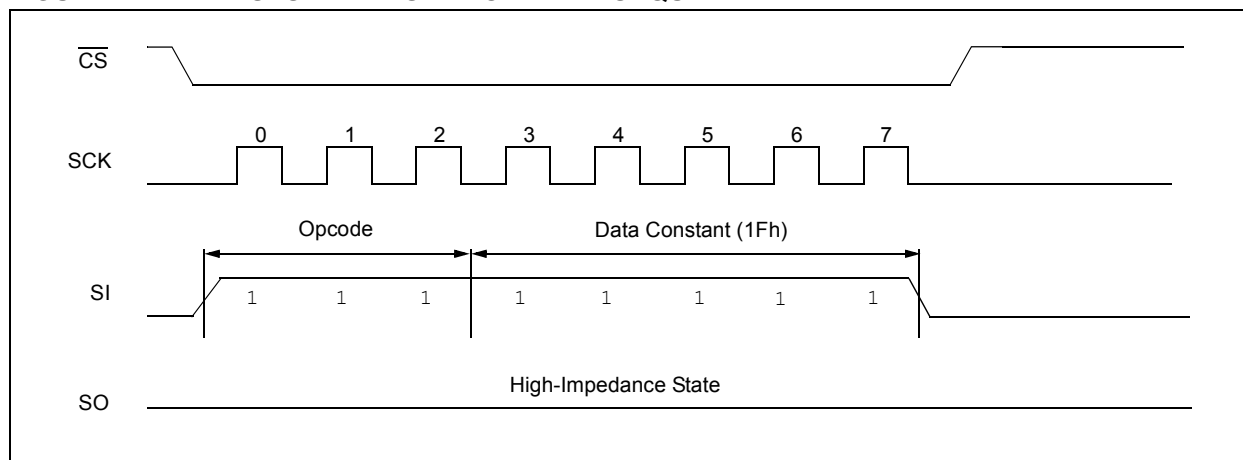 CS
0 1 2 3 4 5 6 7
SCK
Opcode Data Constant (1Fh)
SI 1 1 1 1 1 1 1 1
High-Impedance State
SO